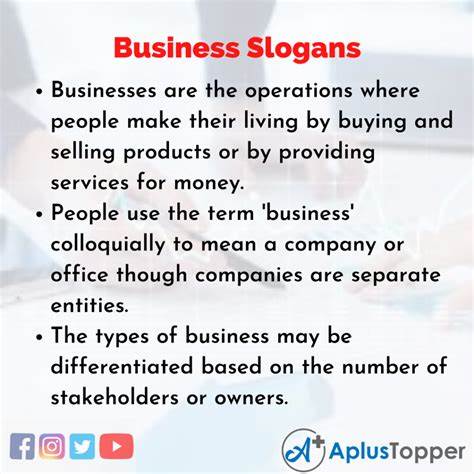 Business Slogans
• Businesses are the operations where
people make their living by buying and
selling products or by providing
services for money.
• People use the term 'business'
colloquially to mean a company or
office though companies are separate
entities.
• The types of business may be
differentiated based on the number of
stakeholders or owners.
A+ AplusTopper